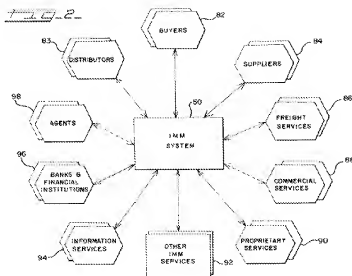 FIG. 2
82
BUYERS
83
DISTRIBUTORS
84
SUPPLIERS
98
AGENTS
80
IMM
SYSTEM
86
FREIGHT
SERVICES
96
BANKS &
FINANCIAL
INSTITUTIONS
88
COMMERCIAL
SERVICES
INFORMATION
SERVICES
94
OTHER
IMM
SERVICES
92
PROPRIETARY
SERVICES
90